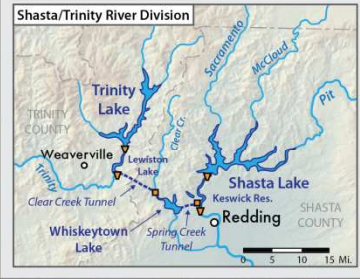 Shasta/Trinity River Division
Sacramento
McCloud
Pit
Trinity
Lake
TRINITY
COUNTY
Clear Cr.
Weaverville
Lewiston
Lake
Trinity
Shasta Lake
Keswick Res.
Clear Creek Tunnel
Redding
SHASTA
COUNTY
Whiskeytown
Lake
Spring Creek
Tunnel
0 5 10 15 Mi.